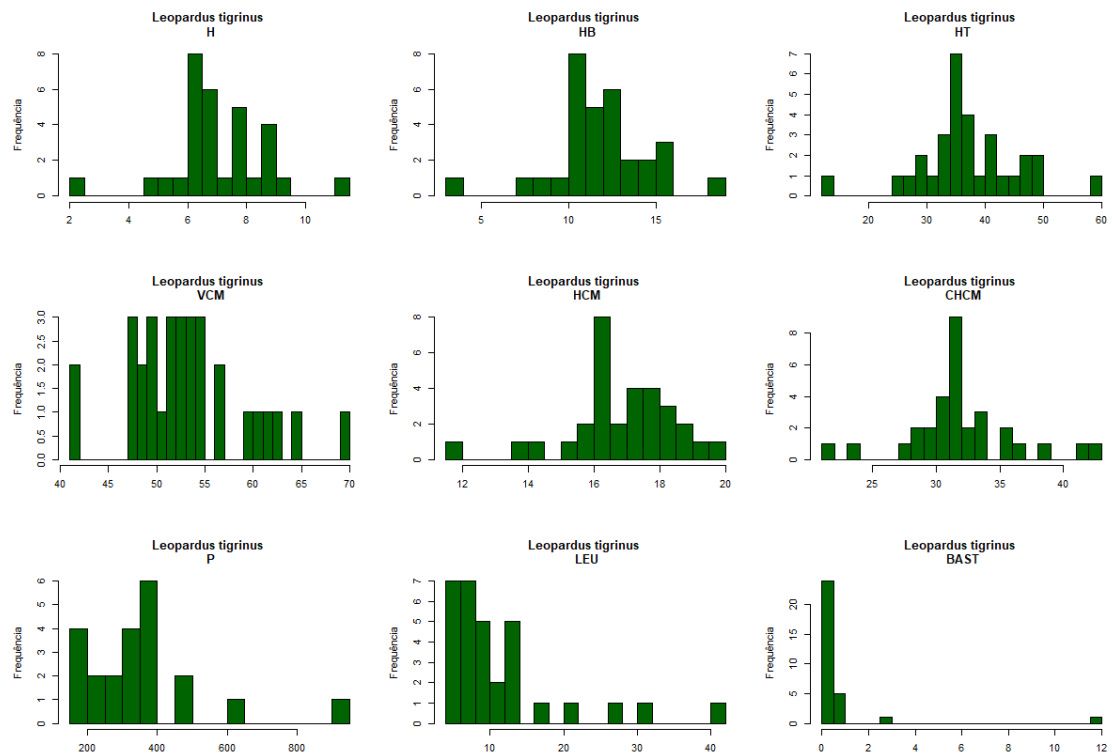 Leopardus tigrinus
H
Frequência
8
6
4
2
0
2 4 6 8 10
Leopardus tigrinus
HB
Frequência
8
6
4
2
0
5 10 15
Leopardus tigrinus
HT
Frequência
7
6
5
4
3
2
1
0
20 30 40 50 60
Leopardus tigrinus
VCM
Frequência
3.0
2.5
2.0
1.5
1.0
0.5
0.0
40 45 50 55 60 65 70
Leopardus tigrinus
HCM
Frequência
8
6
4
2
0
12 14 16 18 20
Leopardus tigrinus
CHCM
Frequência
8
6
4
2
0
25 30 35 40
Leopardus tigrinus
P
Frequência
6
5
4
3
2
1
0
200 400 600 800
Leopardus tigrinus
LEU
Frequência
7
6
5
4
3
2
1
0
10 20 30 40
Leopardus tigrinus
BAST
Frequência
20
15
10
5
0
0 2 4 6 8 10 12